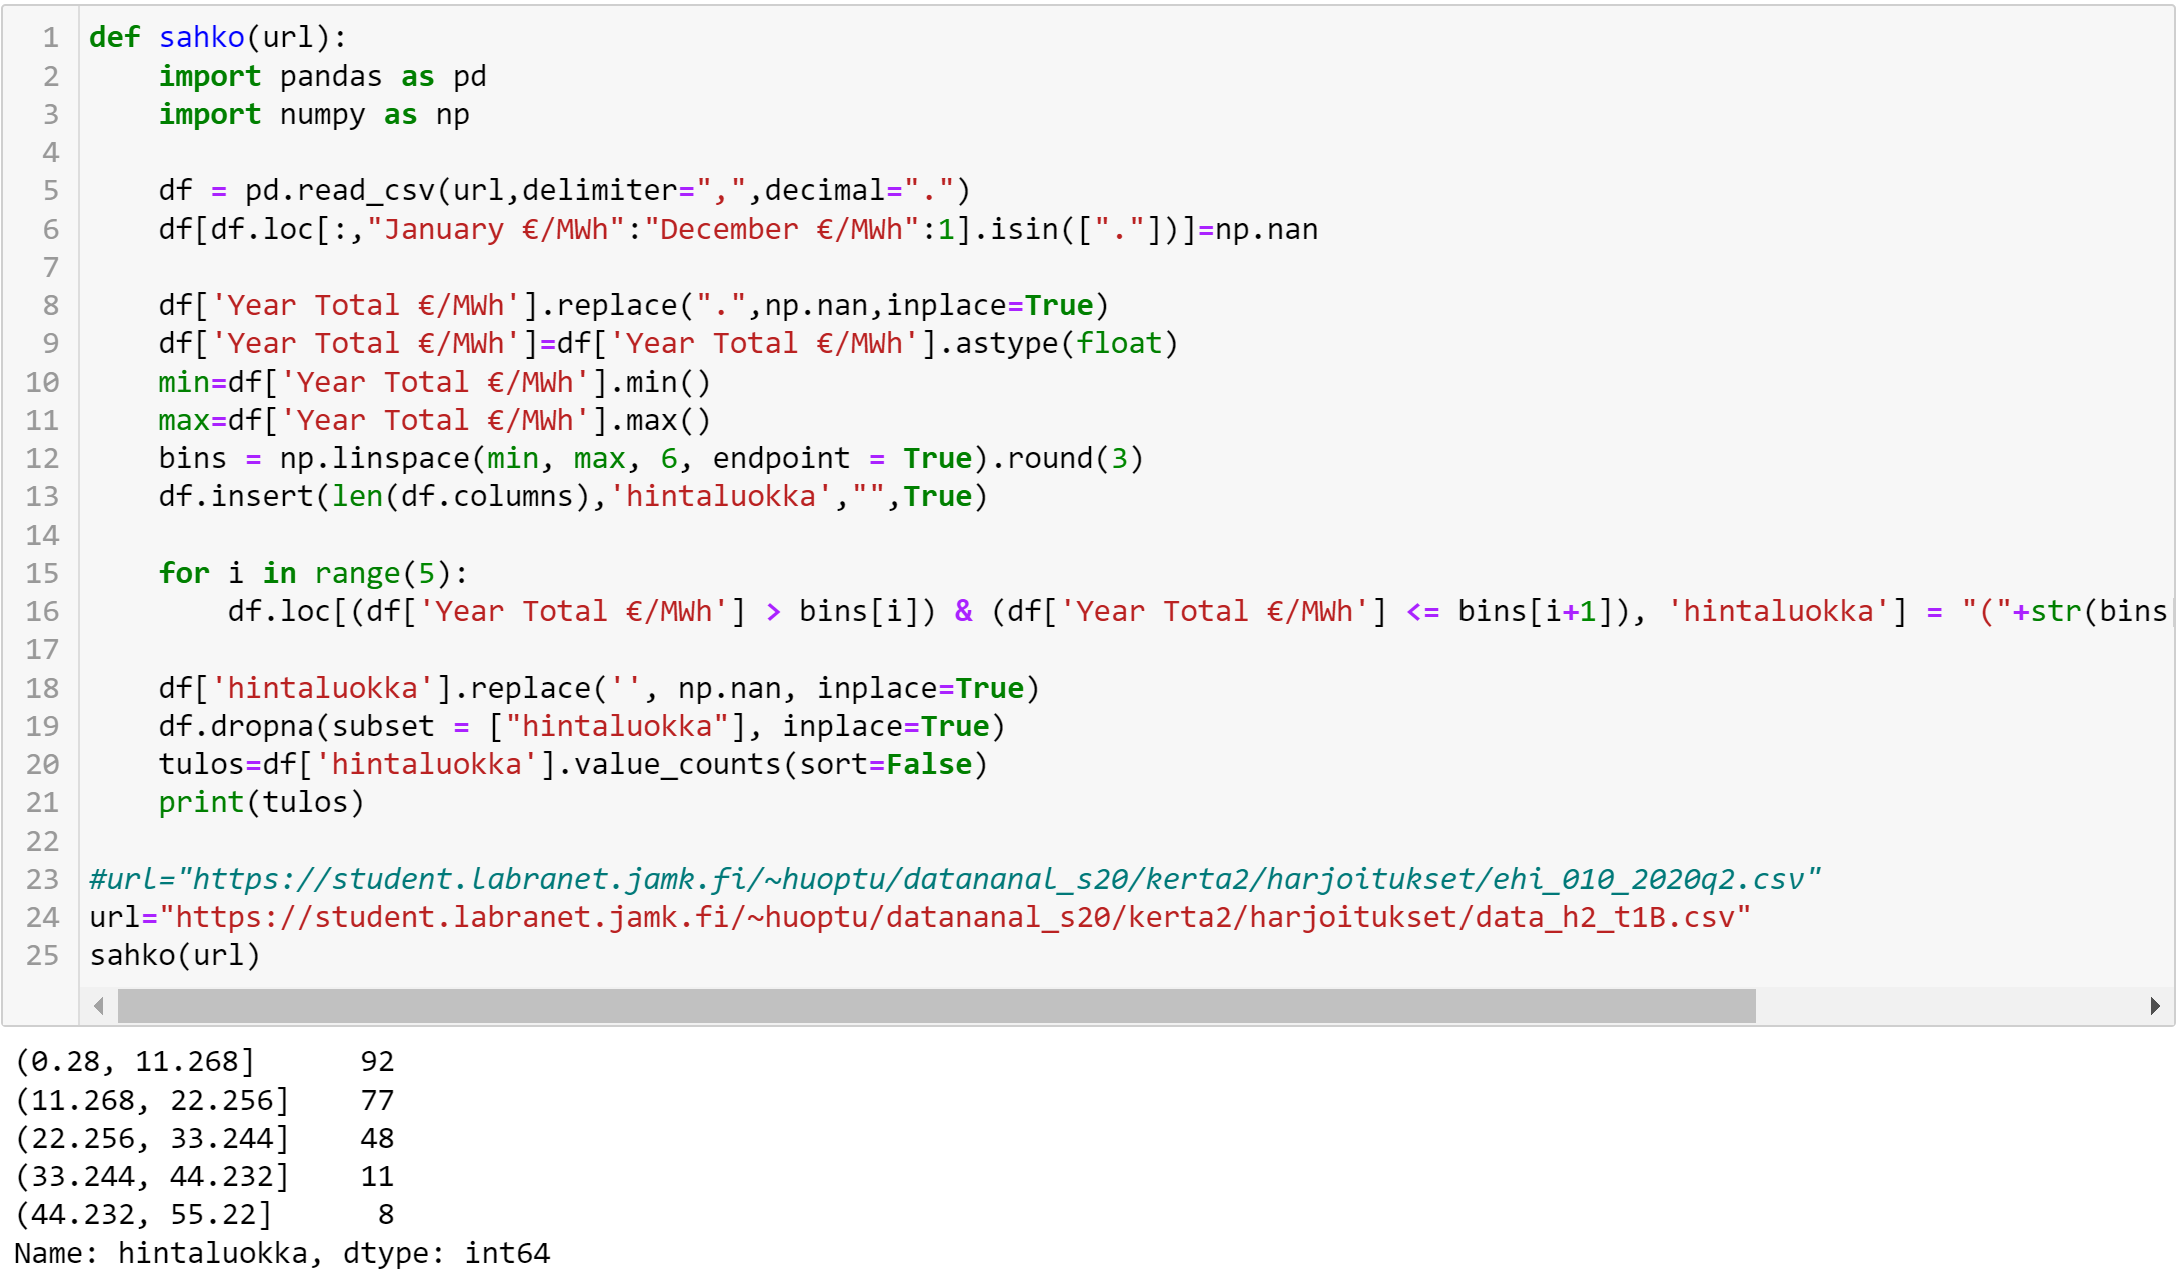 1 def sahko(url):
2     import pandas as pd
3     import numpy as np
4
5     df = pd.read_csv(url,delimiter=",",decimal=".")
6     df[df.loc[:,"January €/MWh":"December €/MWh":1].isin(["."])]=np.nan
7
8     df['Year Total €/MWh'].replace(".",np.nan,inplace=True)
9     df['Year Total €/MWh']=df['Year Total €/MWh'].astype(float)
10     min=df['Year Total €/MWh'].min()
11     max=df['Year Total €/MWh'].max()
12     bins = np.linspace(min, max, 6, endpoint = True).round(3)
13     df.insert(len(df.columns),'hintaluokka',"",True)
14
15     for i in range(5):
16         df.loc[(df['Year Total €/MWh'] > bins[i]) & (df['Year Total €/MWh'] <= bins[i+1]), 'hintaluokka'] = "("+str(bins
17
18     df['hintaluokka'].replace('', np.nan, inplace=True)
19     df.dropna(subset = ["hintaluokka"], inplace=True)
20     tulos=df['hintaluokka'].value_counts(sort=False)
21     print(tulos)
22
23 #url="https://student.labranet.jamk.fi/~huoptu/datananal_s20/kerta2/harjoitukset/ehi_010_2020q2.csv"
24 url="https://student.labranet.jamk.fi/~huoptu/datananal_s20/kerta2/harjoitukset/data_h2_t1B.csv"
25 sahko(url)
(0.28, 11.268]      92
(11.268, 22.256]    77
(22.256, 33.244]    48
(33.244, 44.232]    11
(44.232, 55.22]      8
Name: hintaluokka, dtype: int64